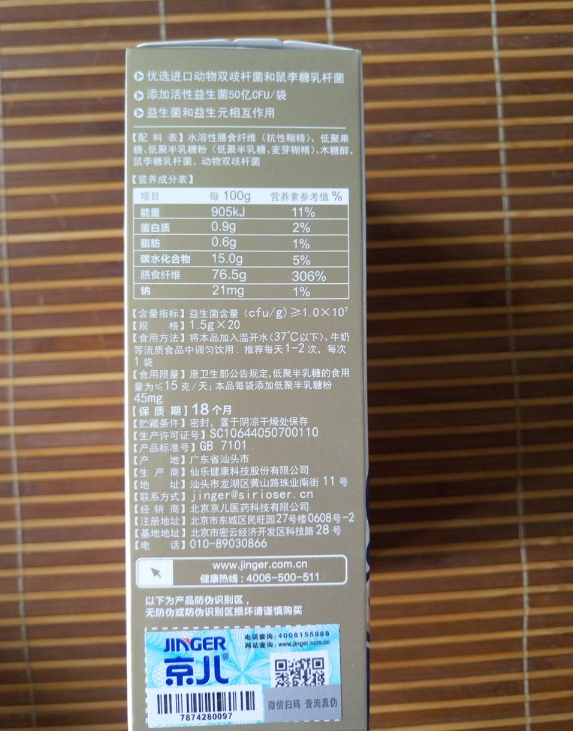 优选进口动物双歧杆菌和鼠李糖乳杆菌
添加活性益生菌50亿CFU/袋
益生菌和益生元相互作用
【配 料 表】水溶性膳食纤维（抗性糊精）、低聚果
糖、低聚半乳糖粉（低聚半乳糖、麦芽糊精）、木糖醇、
鼠李糖乳杆菌、动物双歧杆菌
【营养成分表】
项目 每 100g 营养素参考值 %
能量 905kJ 11%
蛋白质 0.9g 2%
脂肪 0.6g 1%
碳水化合物 15.0g 5%
膳食纤维 76.5g 306%
钠 21mg 1%
【含量指标】益生菌含量（cfu/g）≥1.0×10⁷
【规 格】1.5g×20
【食用方法】将本品加入温开水(37℃以下)、牛奶
等流质食品中调匀饮用。推荐每天1-2次，每次
1袋
【食用限量】原卫生部公告规定,低聚半乳糖的食用
量为≤15克/天；本品每袋添加低聚半乳糖粉
45mg
【保 质 期】18个月
【贮藏条件】密封，置于阴凉干燥处保存
【生产许可证号】SC10644050700110
【产品标准号】GB 7101
【产 地】广东省汕头市
【生 产 商】仙乐健康科技股份有限公司
【地 址】汕头市龙湖区黄山路珠业南街 11 号
【联系方式】jinger@sirioser.cn
【经 销 商】北京京儿医药科技有限公司
【注册地址】北京市东城区民旺园27号楼0608号-2
【基地地址】北京市密云经济开发区科技路 28 号
【电 话】010-89030866
www.jinger.com.cn
健康热线：4006-500-511
以下为产品防伪识别区，
无防伪或防伪识别区损坏请谨慎购买
JINGER
京儿®
电话查询：4008155888
网站查询：www.jinger.com.cn
7874280097
微信扫码 查询真伪